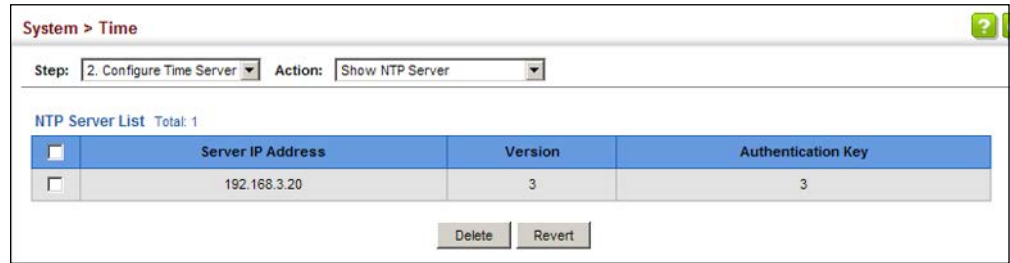 System > Time
?
Step: 2. Configure Time Server Action: Show NTP Server
NTP Server List Total: 1
Server IP Address Version Authentication Key
192.168.3.20 3 3
Delete Revert